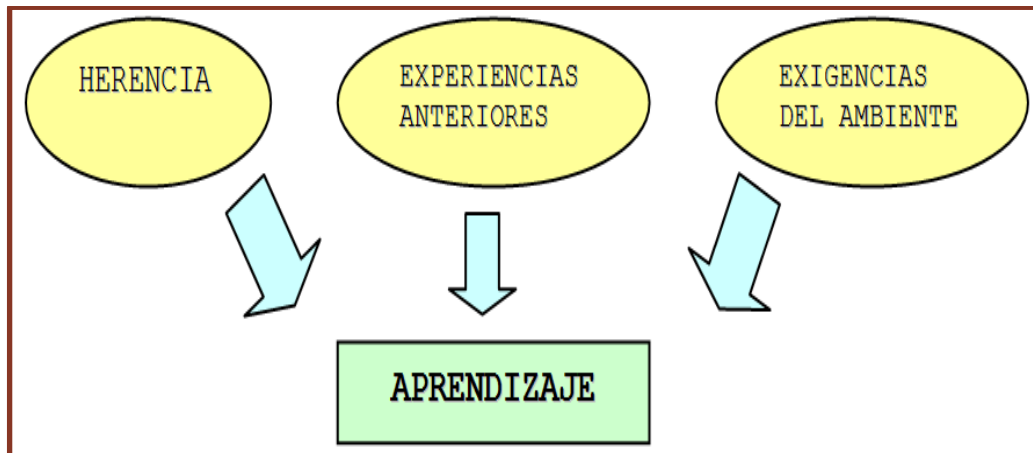 HERENCIA
EXPERIENCIAS
ANTERIORES
EXIGENCIAS
DEL AMBIENTE
APRENDIZAJE